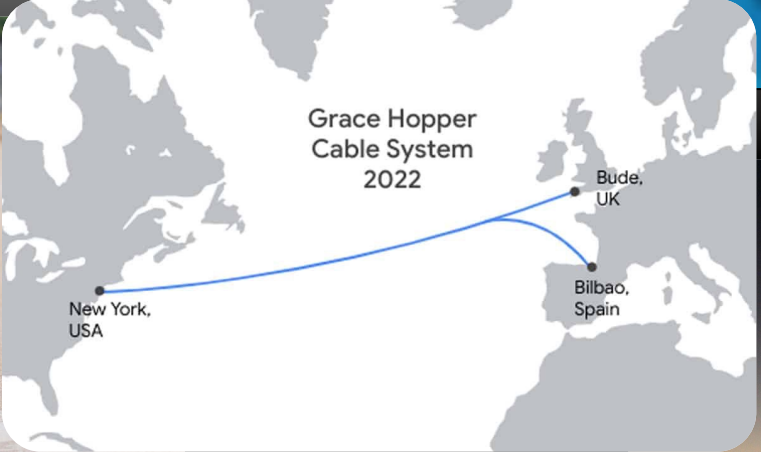 Grace Hopper
Cable System
2022
Bude,
UK
New York,
USA
Bilbao,
Spain